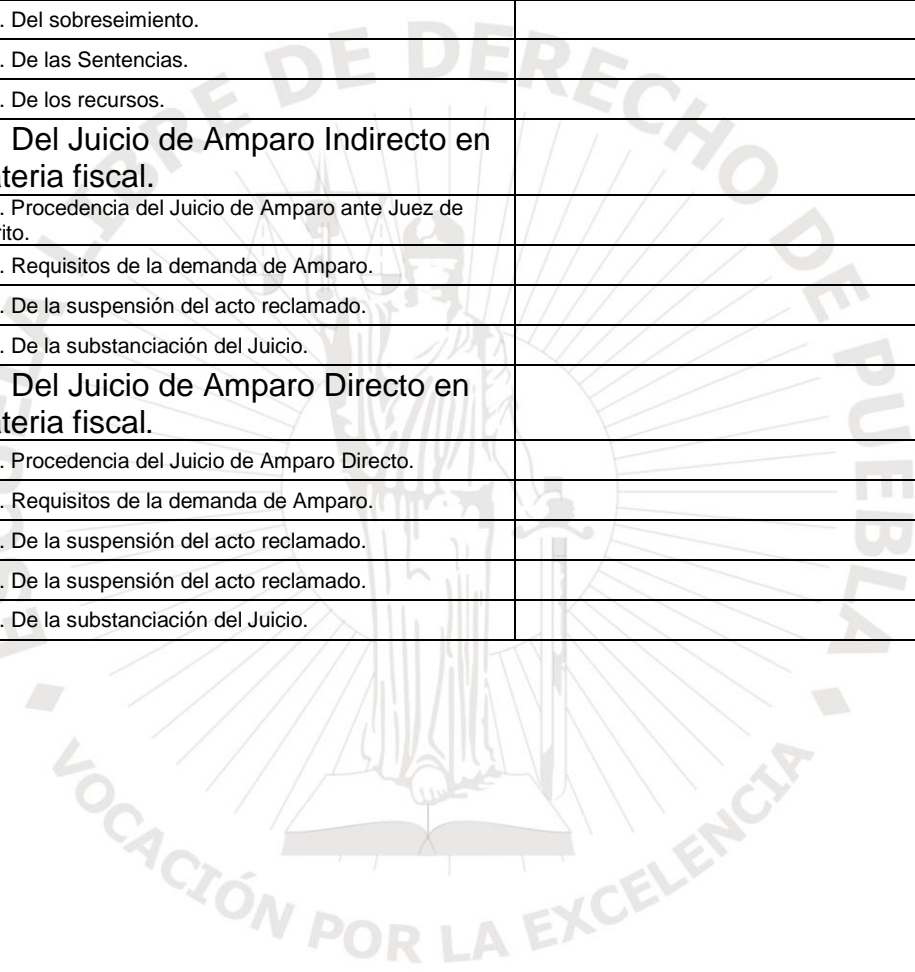 . Del sobreseimiento.
. De las Sentencias.
. De los recursos.
Del Juicio de Amparo Indirecto en
teria fiscal.
. Procedencia del Juicio de Amparo ante Juez de
ito.
. Requisitos de la demanda de Amparo.
. De la suspensión del acto reclamado.
. De la substanciación del Juicio.
Del Juicio de Amparo Directo en
teria fiscal.
. Procedencia del Juicio de Amparo Directo.
. Requisitos de la demanda de Amparo.
. De la suspensión del acto reclamado.
. De la suspensión del acto reclamado.
. De la substanciación del Juicio.
LIBRE DE DERECHO DE PUEBLA
VOCACIÓN POR LA EXCELENCIA